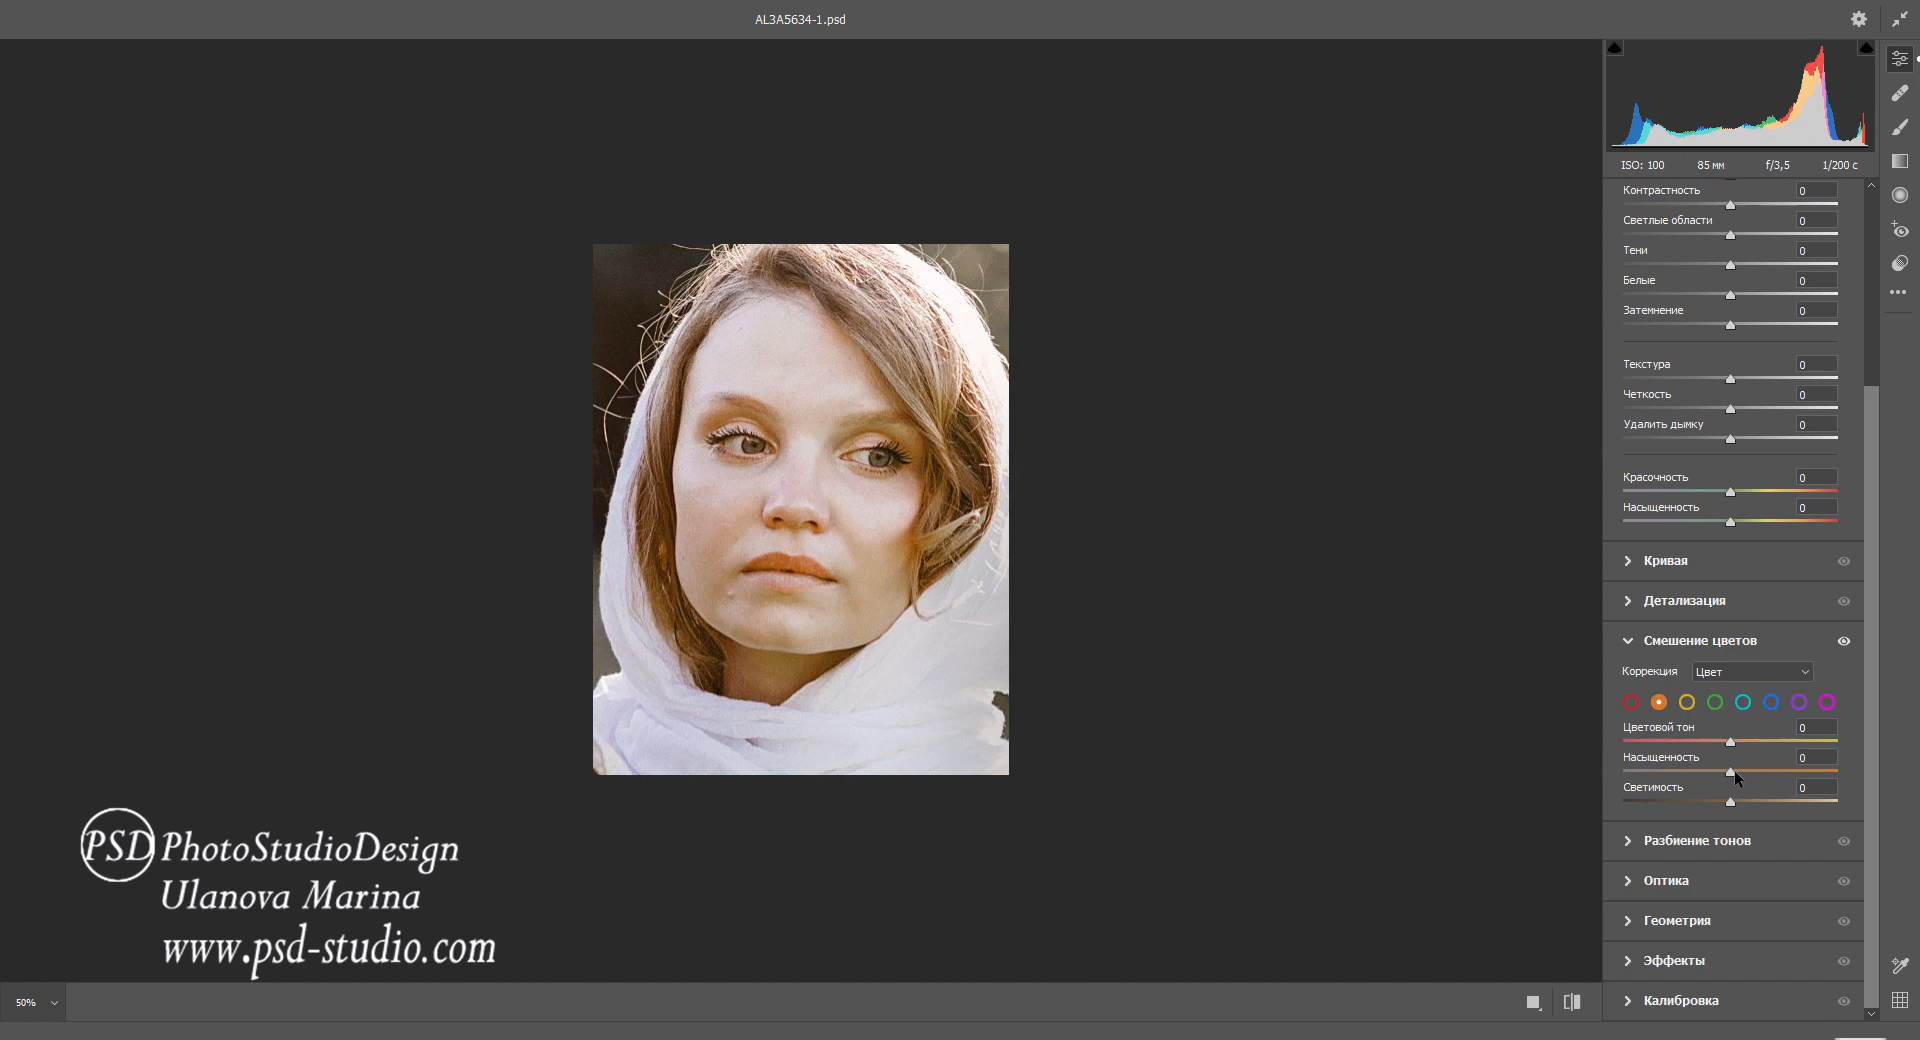 AL3A5634-1.psd
ISO: 100 85 мм f/3,5 1/200 с
Контрастность 0
Светлые области 0
Тени 0
Белые 0
Затемнение 0
Текстура 0
Четкость 0
Удалить дымку 0
Красочность 0
Насыщенность 0
Кривая
Детализация
Смешение цветов
Коррекция Цвет
Цветовой тон 0
Насыщенность 0
Светимость 0
Разбиение тонов
Оптика
Геометрия
Эффекты
Калибровка
PSD PhotoStudioDesign
Ulanova Marina
www.psd-studio.com
50%